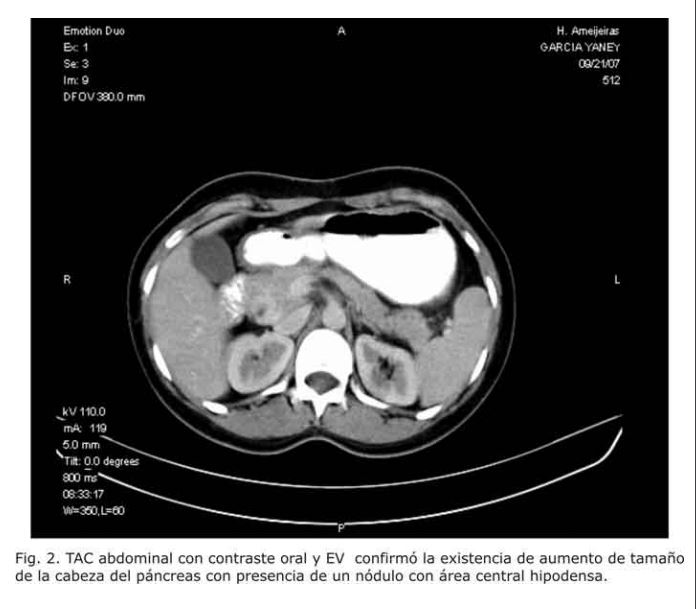 Emotion Duo
Ex: 1
Se: 3
Im: 9
DFOV 380.0 mm
A
H. Ameijeiras
GARCIA YANEY
09/21/07
512
R
L
kV 110.0
mA: 119
5.0 mm
Tilt: 0.0 degrees
800 ms
08:33:17
W=350,L=60
P
Fig. 2. TAC abdominal con contraste oral y EV confirmó la existencia de aumento de tamaño
de la cabeza del páncreas con presencia de un nódulo con área central hipodensa.